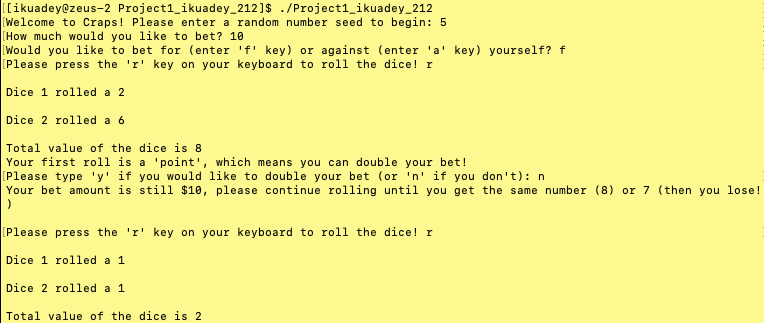 [[ikuadey@zeus-2 Project1_ikuadey_212]$ ./Project1_ikuadey_212
[Welcome to Craps! Please enter a random number seed to begin: 5
[How much would you like to bet? 10
[Would you like to bet for (enter 'f' key) or against (enter 'a' key) yourself? f
[Please press the 'r' key on your keyboard to roll the dice! r
Dice 1 rolled a 2
Dice 2 rolled a 6
Total value of the dice is 8
Your first roll is a 'point', which means you can double your bet!
[Please type 'y' if you would like to double your bet (or 'n' if you don't): n
Your bet amount is still $10, please continue rolling until you get the same number (8) or 7 (then you lose!
)
[Please press the 'r' key on your keyboard to roll the dice! r
Dice 1 rolled a 1
Dice 2 rolled a 1
Total value of the dice is 2